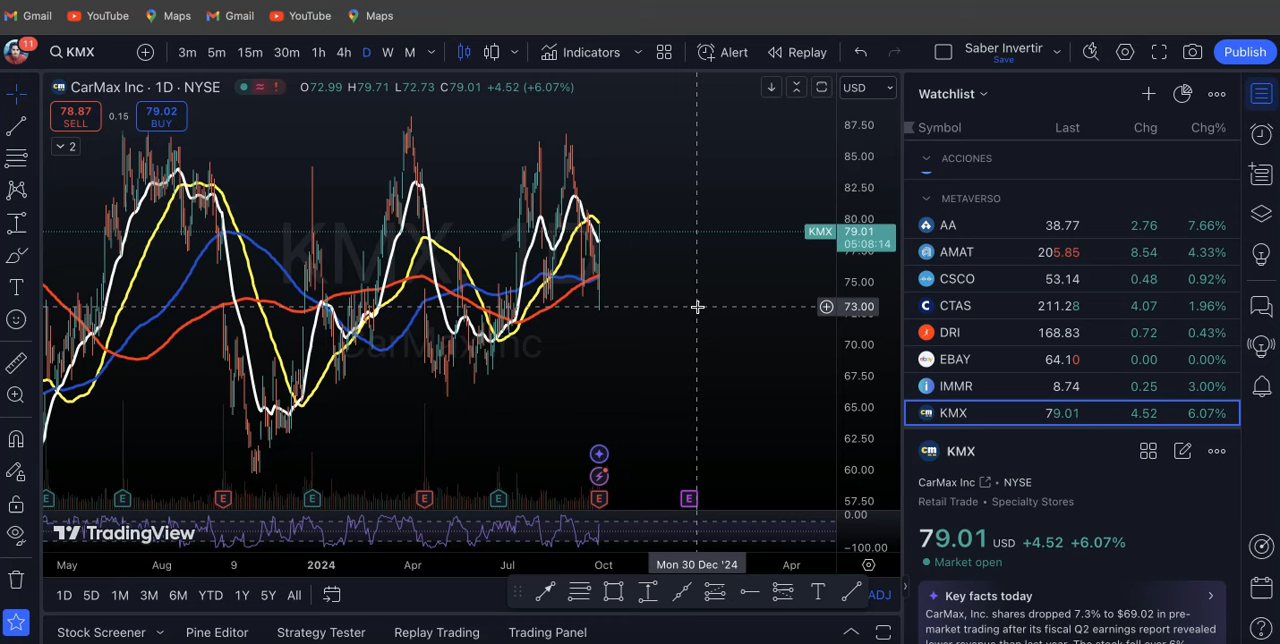 Gmail YouTube Maps Gmail YouTube Maps
11 KMX 3m 5m 15m 30m 1h 4h D W M Indicators Alert Replay Saber Invertir Save Publish
CarMax Inc · 1D · NYSE O72.99 H79.71 L72.73 C79.01 +4.52 (+6.07%) USD
78.87 SELL 0.15 79.02 BUY
2
87.50
85.00
82.50
80.00
KMX 79.01
05:08:14
75.00
73.00
70.00
67.50
65.00
62.50
60.00
57.50
0.00
−100.00
KMX, 1D
CarMax Inc
E E E E E E E E
TradingView
May Aug 9 2024 Apr Jul Oct Mon 30 Dec '24 Apr
1D 5D 1M 3M 6M YTD 1Y 5Y All ADJ
Stock Screener Pine Editor Strategy Tester Replay Trading Trading Panel
Watchlist
Symbol Last Chg Chg%
ACCIONES
METAVERSO
AA 38.77 2.76 7.66%
AMAT 205.85 8.54 4.33%
CSCO 53.14 0.48 0.92%
CTAS 211.28 4.07 1.96%
DRI 168.83 0.72 0.43%
EBAY 64.10 0.00 0.00%
IMMR 8.74 0.25 3.00%
KMX 79.01 4.52 6.07%
KMX
CarMax Inc • NYSE
Retail Trade • Specialty Stores
79.01 USD +4.52 +6.07%
Market open
Key facts today
CarMax, Inc. shares dropped 7.3% to $69.02 in pre-
market trading after its fiscal Q2 earnings report revealed